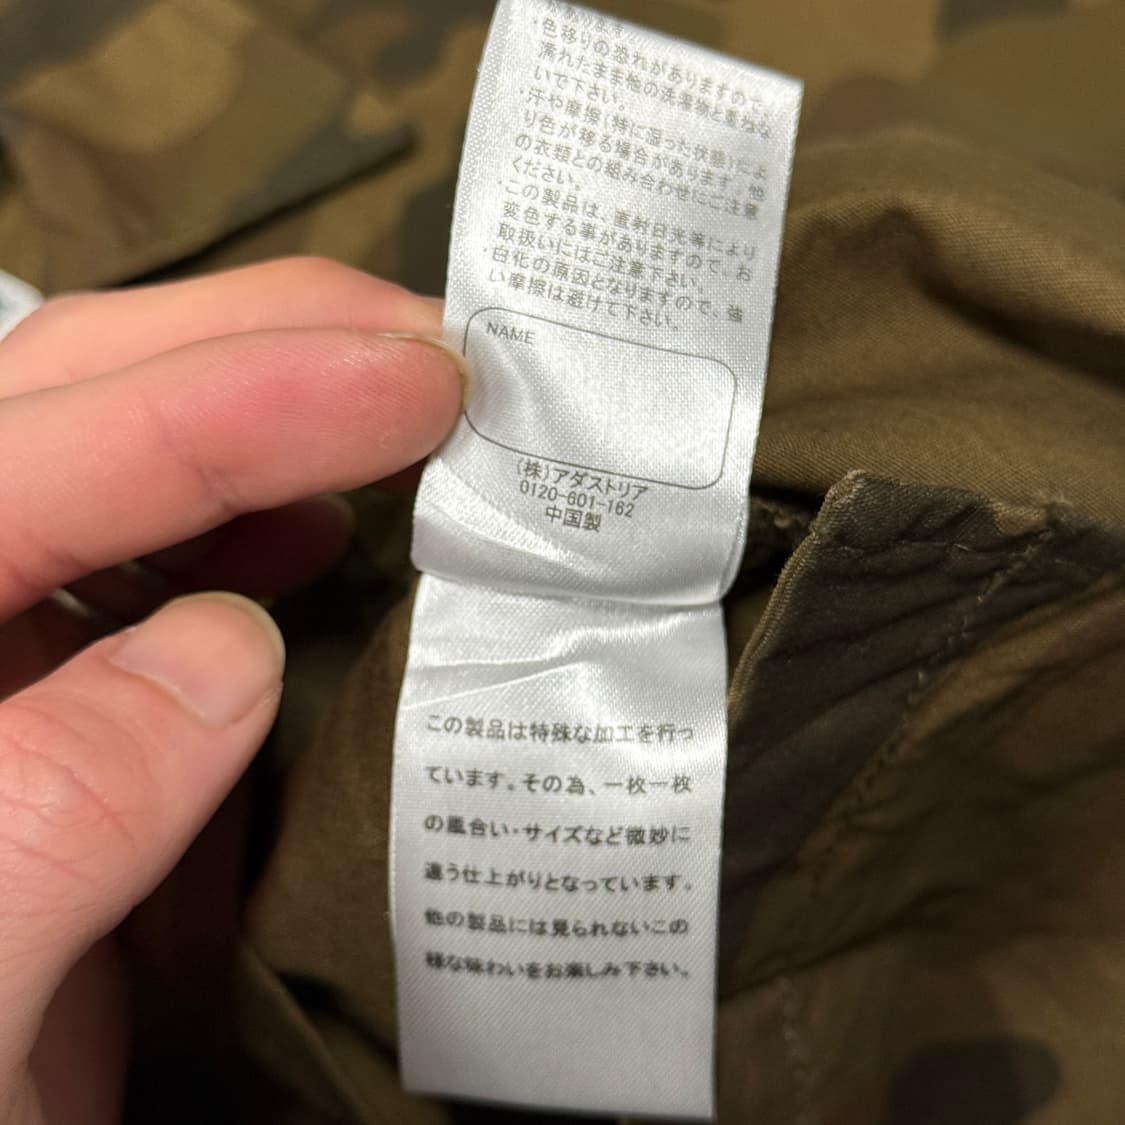 ・色移りの恐れがありますので、
濡れたまま他の洗濯物と重ねな
いで下さい。
・汗や摩擦(特に湿った状態)によ
り色が移る場合があります。他
の衣類との組み合わせにご注意
ください。
・この製品は、直射日光等により
変色する事がありますので、お
取扱いにはご注意下さい。
・白化の原因となりますので、強
い摩擦は避けて下さい。
NAME
(株)アダストリア
0120-601-162
中国製
この製品は特殊な加工を行っ
ています。その為、一枚一枚
の風合い・サイズなど微妙に
違う仕上がりとなっています。
他の製品には見られないこの
様な味わいをお楽しみ下さい。